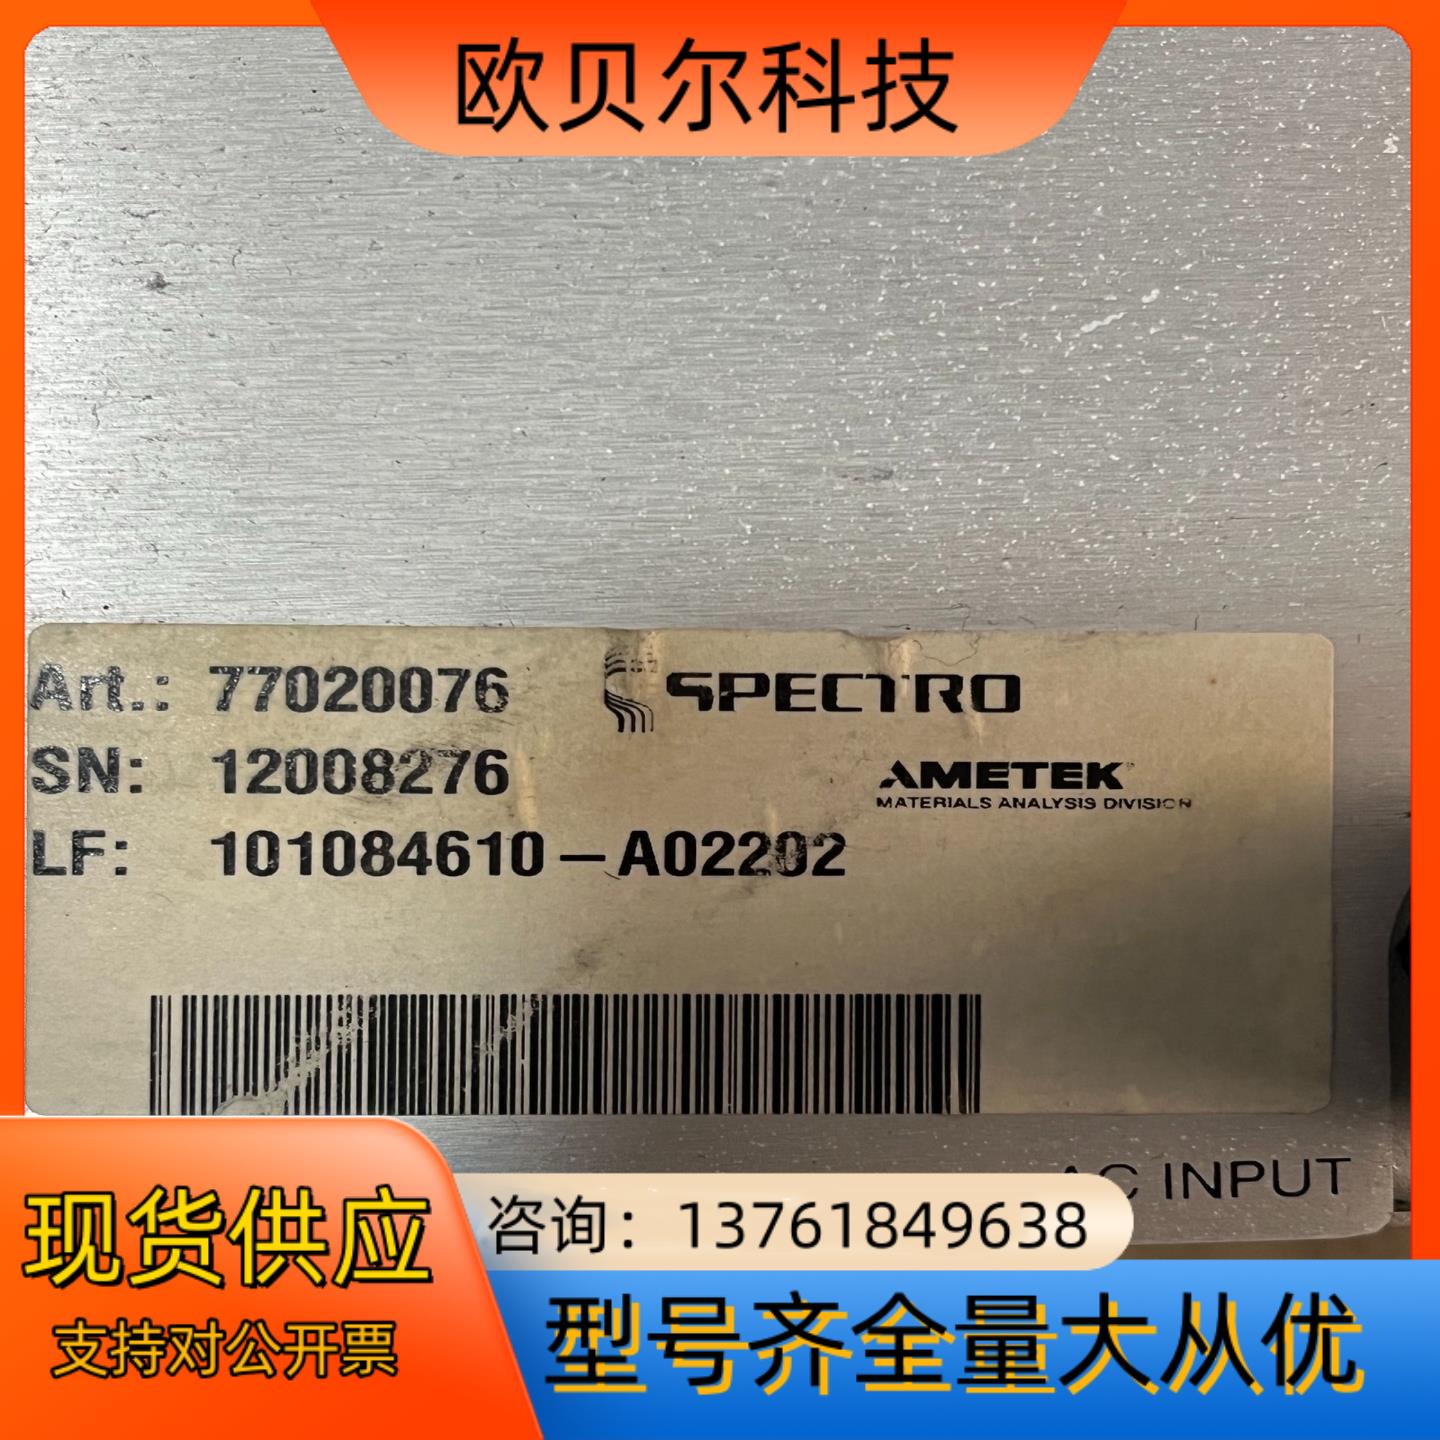 欧贝尔科技
Art.: 77020076
SPECTRO
SN: 12008276
AMETEK
MATERIALS ANALYSIS DIVISION
LF: 101084610-A02202
AC INPUT
现货供应
支持对公开票
咨询：13761849638
型号齐全量大从优